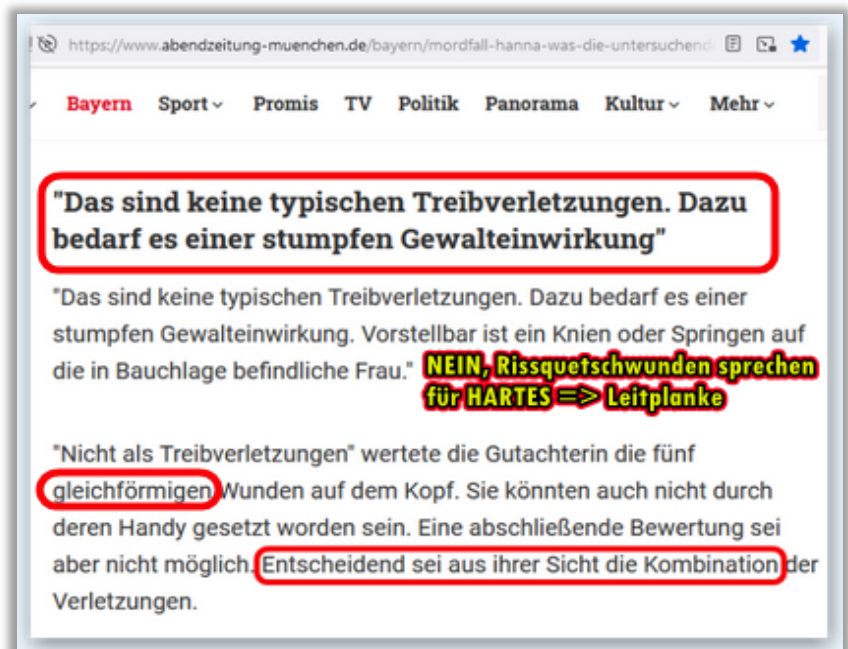 https://www.abendzeitung-muenchen.de/bayern/mordfall-hanna-was-die-untersuchend
Bayern Sport Promis TV Politik Panorama Kultur Mehr
"Das sind keine typischen Treibverletzungen. Dazu
bedarf es einer stumpfen Gewalteinwirkung"
"Das sind keine typischen Treibverletzungen. Dazu bedarf es einer
stumpfen Gewalteinwirkung. Vorstellbar ist ein Knien oder Springen auf
die in Bauchlage befindliche Frau." NEIN, Rissquetschwunden sprechen
für HARTES => Leitplanke
"Nicht als Treibverletzungen" wertete die Gutachterin die fünf
gleichförmigen Wunden auf dem Kopf. Sie könnten auch nicht durch
deren Handy gesetzt worden sein. Eine abschließende Bewertung sei
aber nicht möglich. Entscheidend sei aus ihrer Sicht die Kombination der
Verletzungen.